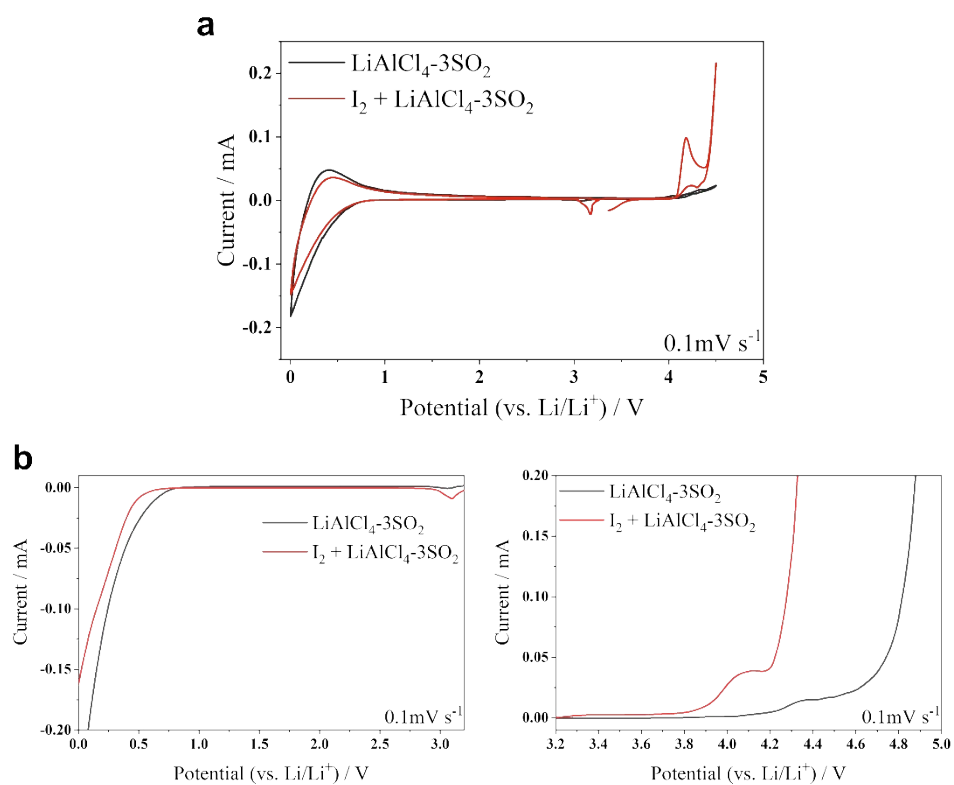 a
LiAlCl₄-3SO₂
I₂ + LiAlCl₄-3SO₂
0.2
0.1
0.0
-0.1
-0.2
Current / mA
0.1mV s⁻¹
0 1 2 3 4 5
Potential (vs. Li/Li⁺) / V
b
0.00
-0.05
-0.10
-0.15
-0.20
Current / mA
LiAlCl₄-3SO₂
I₂ + LiAlCl₄-3SO₂
0.1mV s⁻¹
0.0 0.5 1.0 1.5 2.0 2.5 3.0
Potential (vs. Li/Li⁺) / V
0.20
0.15
0.10
0.05
0.00
Current / mA
LiAlCl₄-3SO₂
I₂ + LiAlCl₄-3SO₂
0.1mV s⁻¹
3.2 3.4 3.6 3.8 4.0 4.2 4.4 4.6 4.8 5.0
Potential (vs. Li/Li⁺) / V